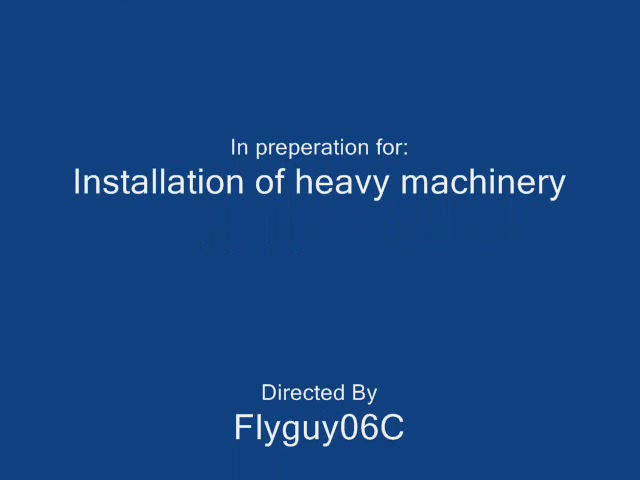 In preperation for:
Installation of heavy machinery
Directed By
Flyguy06C